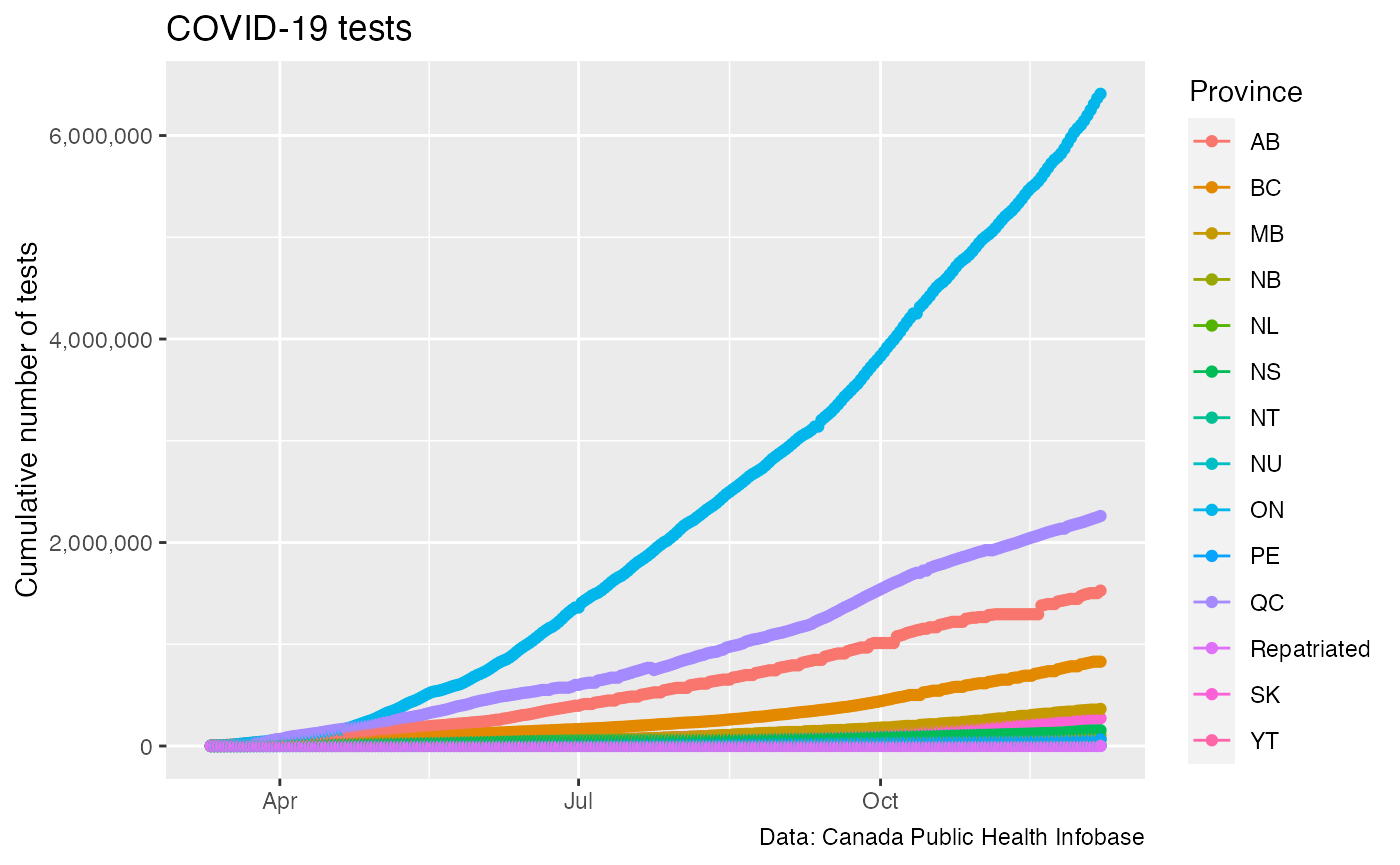 COVID-19 tests
Cumulative number of tests
6,000,000
4,000,000
2,000,000
0
Apr
Jul
Oct
Data: Canada Public Health Infobase
Province
AB
BC
MB
NB
NL
NS
NT
NU
ON
PE
QC
Repatriated
SK
YT